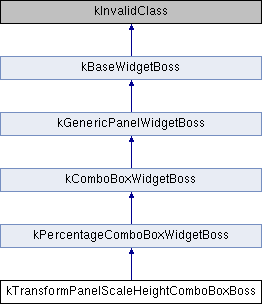 kInvalidClass
kBaseWidgetBoss
kGenericPanelWidgetBoss
kComboBoxWidgetBoss
kPercentageComboBoxWidgetBoss
kTransformPanelScaleHeightComboBoxBoss